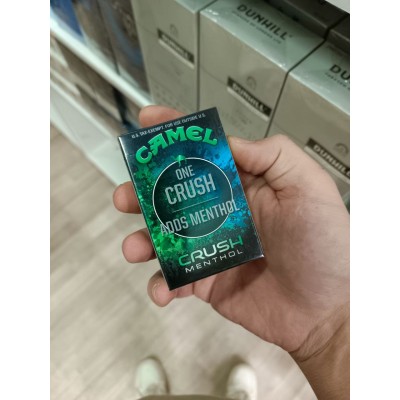 DUNHILL
DUNHILL
DUNHILL
U.S. TAX-EXEMPT. FOR USE OUTSIDE U.S.
CAMEL
ONE
CRUSH
ADDS MENTHOL
CRUSH
MENTHOL